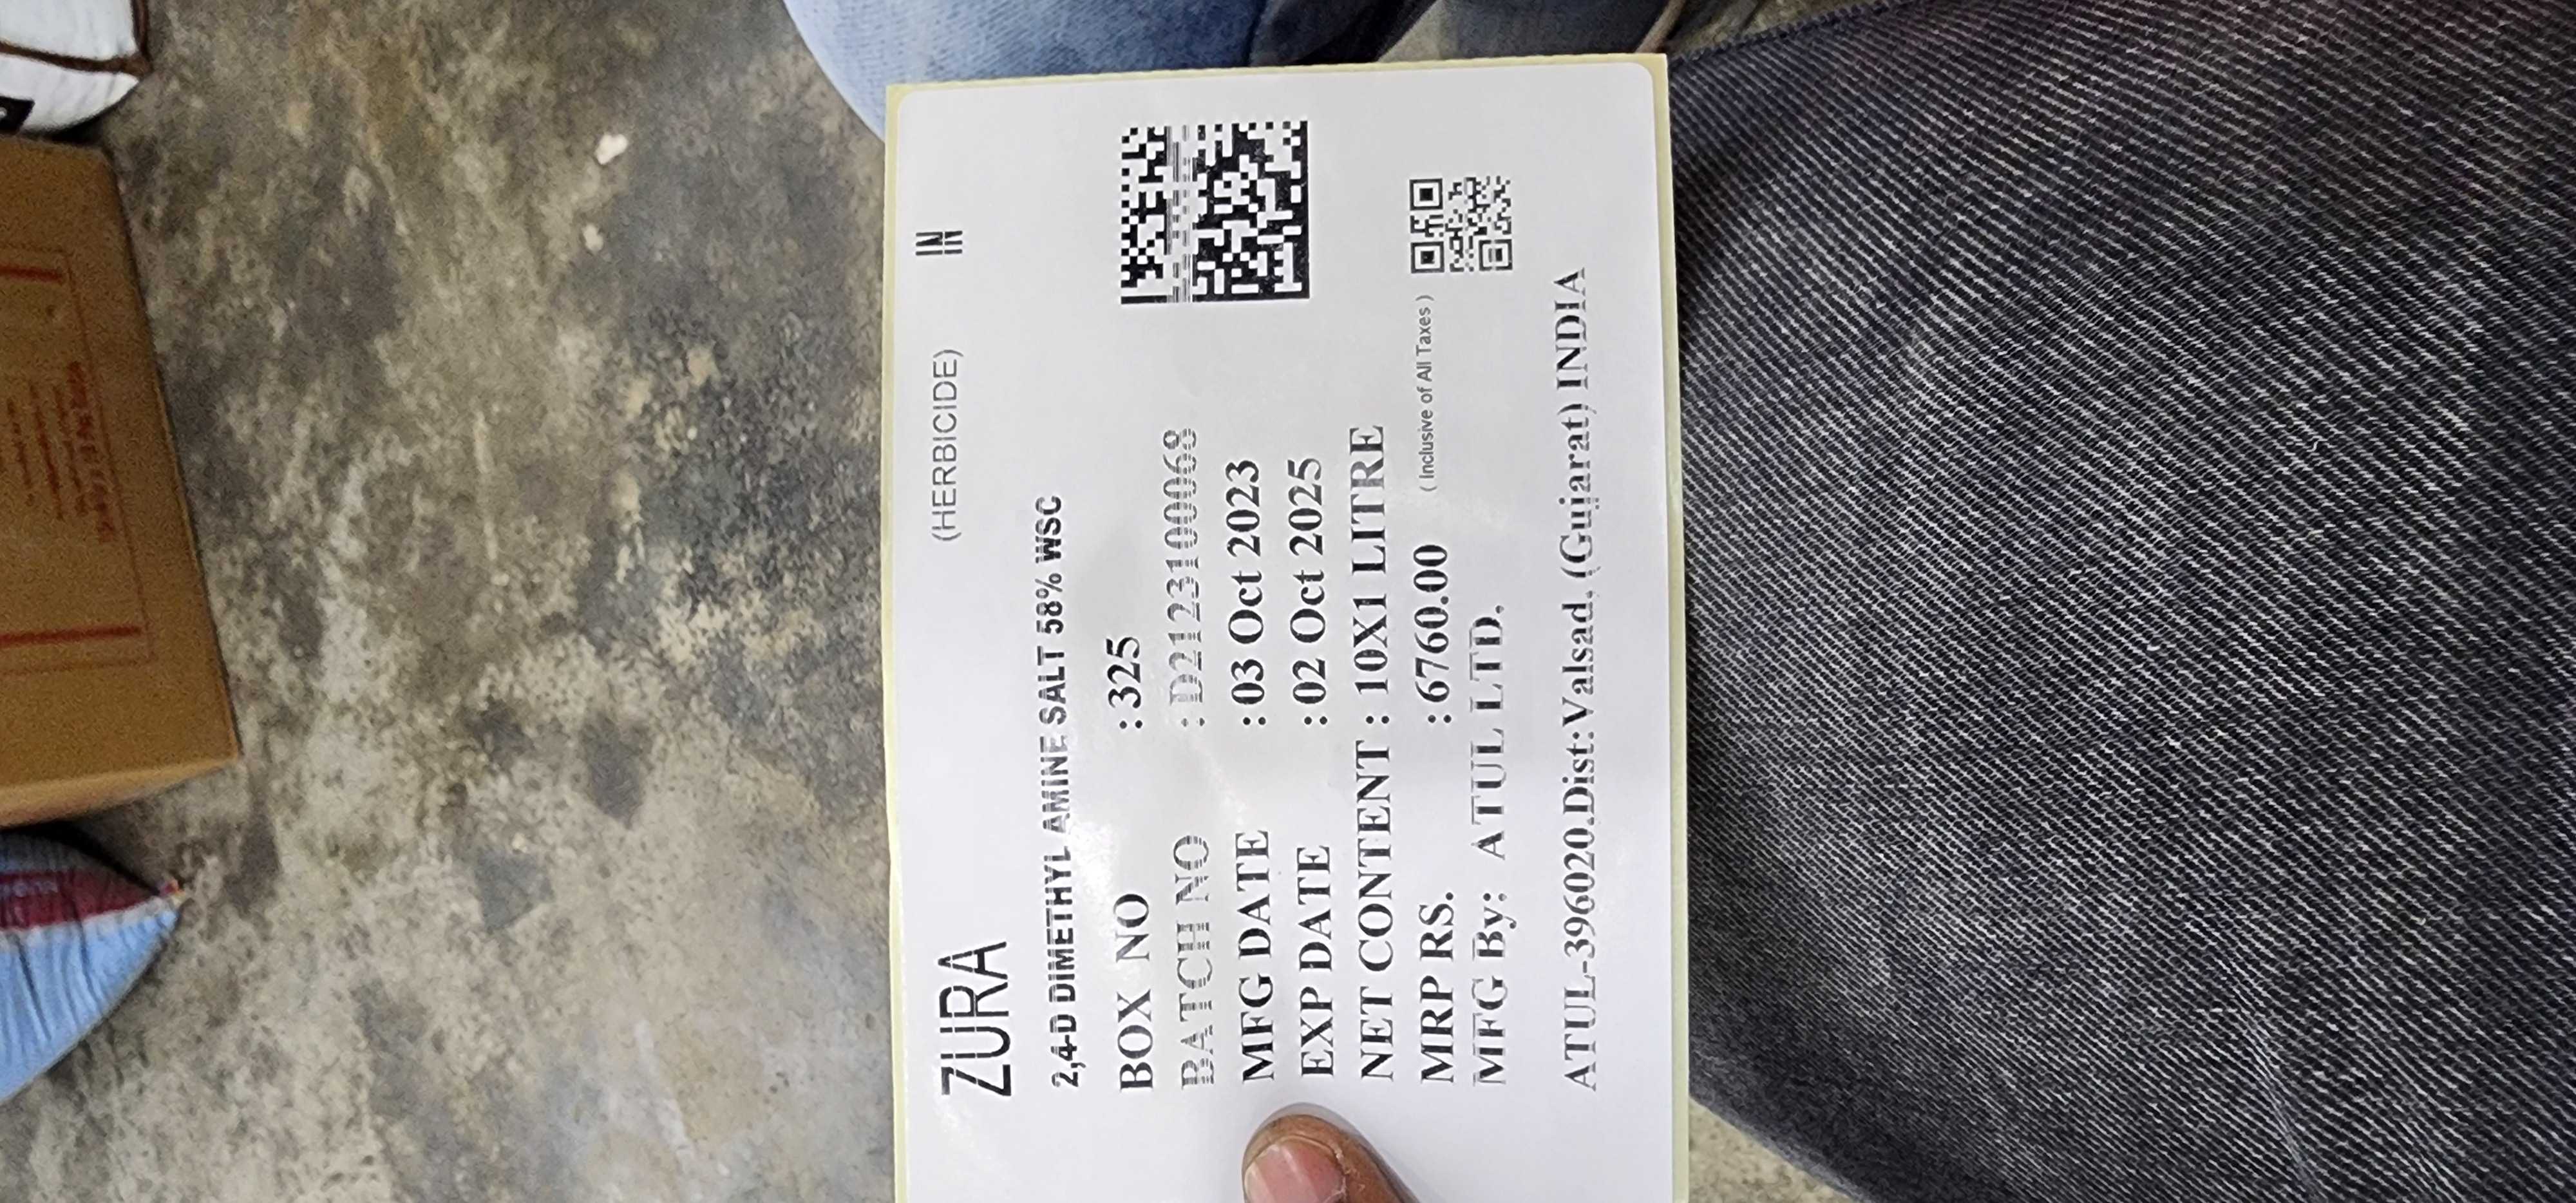 ZURA (HERBICIDE) IN
2,4-D DIMETHYL AMINE SALT 58% WSC
BOX NO : 325
BATCH NO : D2123100068
MFG DATE : 03 Oct 2023
EXP DATE : 02 Oct 2025
NET CONTENT : 10X1 LITRE
MRP RS. : 6760.00 ( Inclusive of All Taxes )
MFG By: ATUL LTD.
ATUL-396020.Dist:Valsad, (Gujarat) INDIA